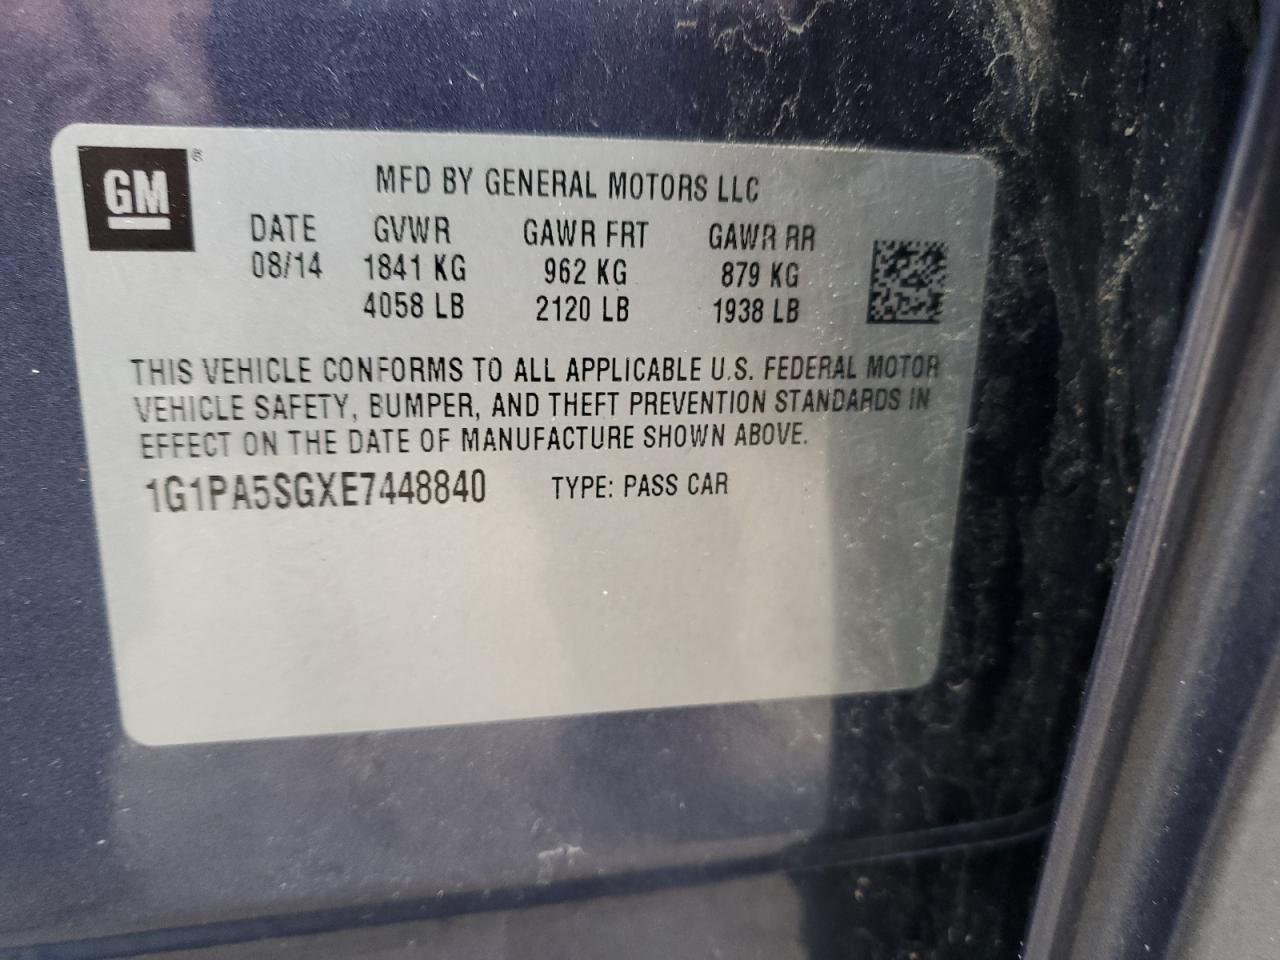 GM ®
MFD BY GENERAL MOTORS LLC
DATE GVWR GAWR FRT GAWR RR
08/14 1841 KG 962 KG 879 KG
4058 LB 2120 LB 1938 LB
THIS VEHICLE CONFORMS TO ALL APPLICABLE U.S. FEDERAL MOTOR
VEHICLE SAFETY, BUMPER, AND THEFT PREVENTION STANDARDS IN
EFFECT ON THE DATE OF MANUFACTURE SHOWN ABOVE.
1G1PA5SGXE7448840 TYPE: PASS CAR